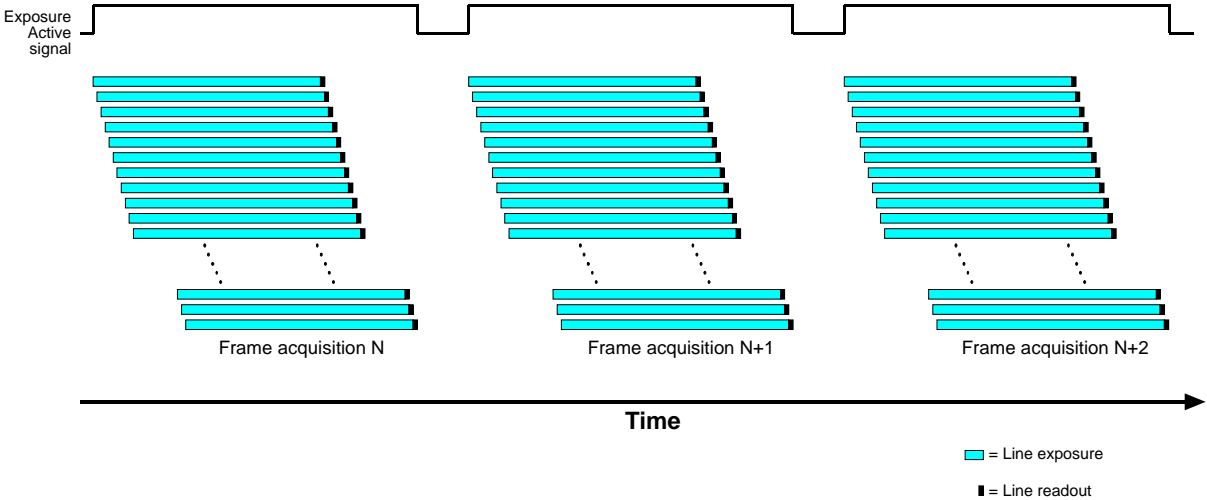 Exposure
Active
signal
Frame acquisition N
Frame acquisition N+1
Frame acquisition N+2
Time
= Line exposure
= Line readout